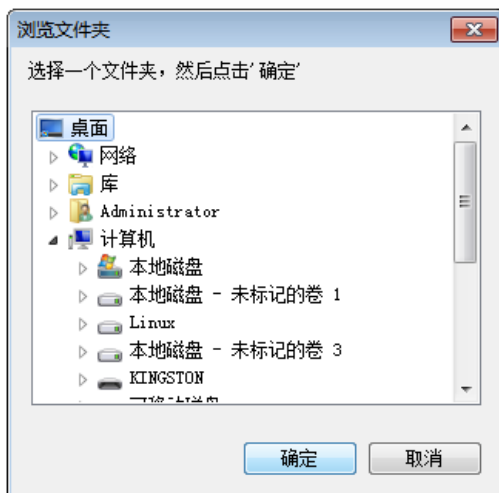 浏览文件夹
选择一个文件夹，然后点击'确定'
桌面
网络
库
Administrator
计算机
本地磁盘
本地磁盘 - 未标记的卷 1
Linux
本地磁盘 - 未标记的卷 3
KINGSTON
确定
取消